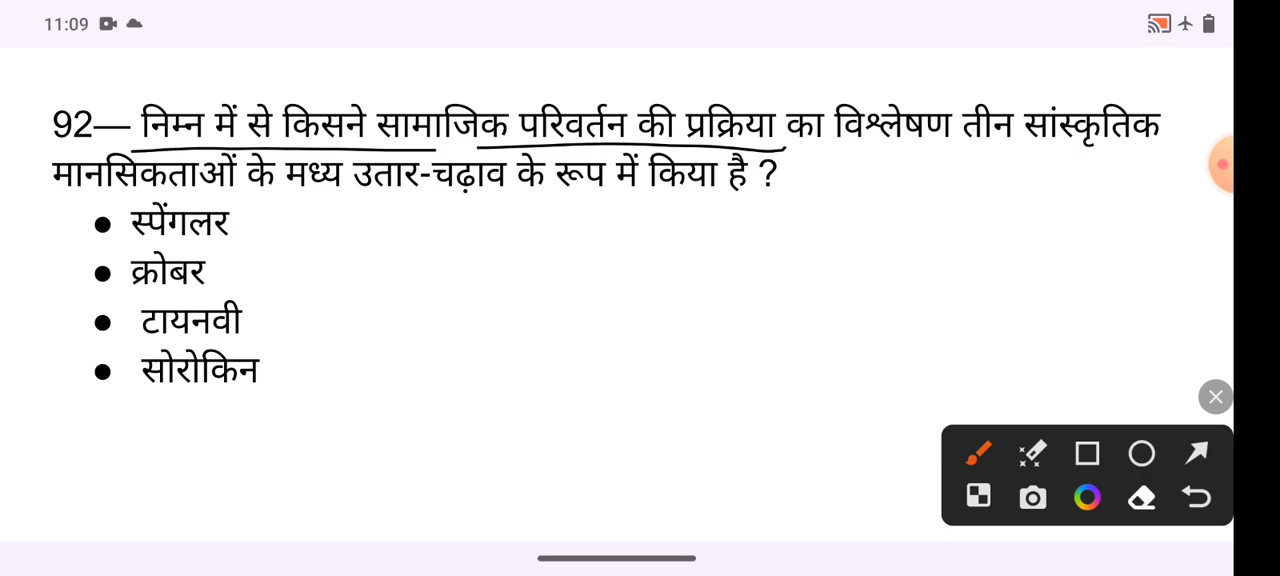 11:09
92— निम्न में से किसने सामाजिक परिवर्तन की प्रक्रिया का विश्लेषण तीन सांस्कृतिक
मानसिकताओं के मध्य उतार-चढ़ाव के रूप में किया है ?
● स्पेंगलर
● क्रोबर
● टायनवी
● सोरोकिन